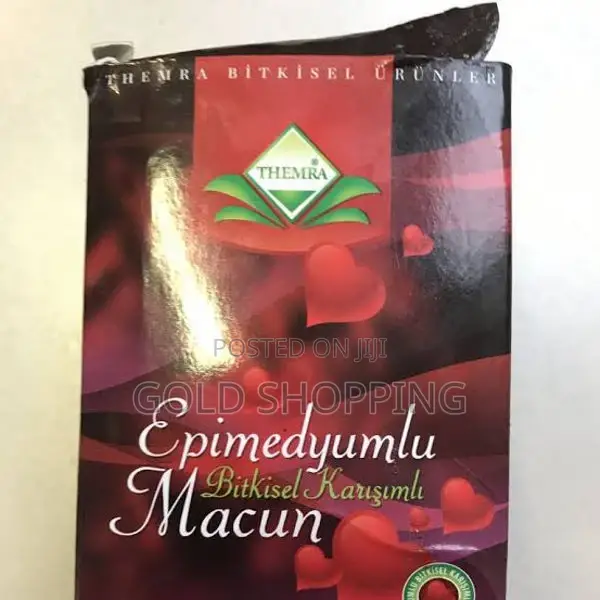 THEMRA BİTKİSEL ÜRÜNLER
THEMRA®
POSTED ON JIJI
GOLD SHOPPING
Epimedyumlu
Bitkisel Karışımlı
Macun